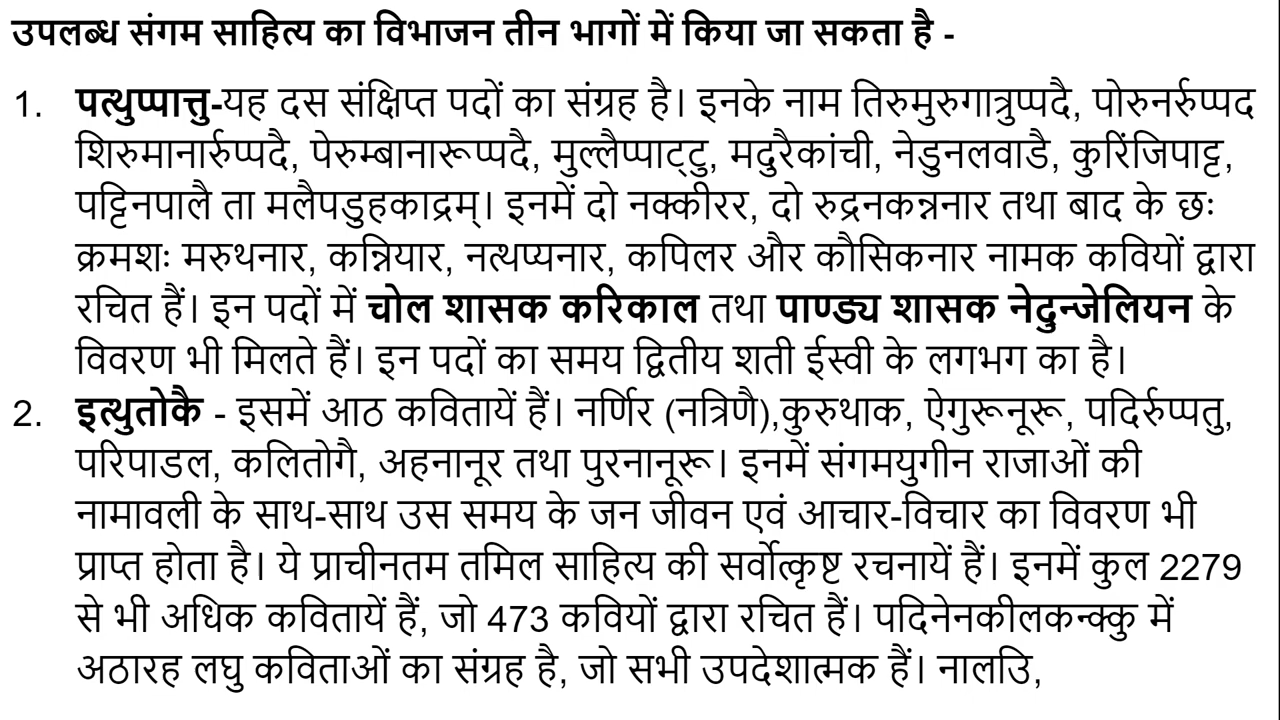 उपलब्ध संगम साहित्य का विभाजन तीन भागों में किया जा सकता है -
1. पत्थुप्पात्तु-यह दस संक्षिप्त पदों का संग्रह है। इनके नाम तिरुमुरुगात्रुप्पदै, पोरुनर्रुप्पद
शिरुमानार्रुप्पदै, पेरुम्बानारूप्पदै, मुल्लैप्पाट्टु, मदुरैकांची, नेडुनलवाडै, कुरिंजिपाट्ट,
पट्टिनपालै ता मलैपडुहकाद्रम्। इनमें दो नक्कीरर, दो रुद्रनकन्ननार तथा बाद के छः
क्रमशः मरुथनार, कन्नियार, नत्थप्यनार, कपिलर और कौसिकनार नामक कवियों द्वारा
रचित हैं। इन पदों में चोल शासक करिकाल तथा पाण्ड्य शासक नेदुन्जेलियन के
विवरण भी मिलते हैं। इन पदों का समय द्वितीय शती ईस्वी के लगभग का है।
2. इत्थुतोकै - इसमें आठ कवितायें हैं। नर्णिर (नत्रिणै),कुरुथाक, ऐगुरूनूरू, पदिर्रुप्पतु,
परिपाडल, कलितोगै, अहनानूर तथा पुरनानूरू। इनमें संगमयुगीन राजाओं की
नामावली के साथ-साथ उस समय के जन जीवन एवं आचार-विचार का विवरण भी
प्राप्त होता है। ये प्राचीनतम तमिल साहित्य की सर्वोत्कृष्ट रचनायें हैं। इनमें कुल 2279
से भी अधिक कवितायें हैं, जो 473 कवियों द्वारा रचित हैं। पदिनेनकीलकन्क्कु में
अठारह लघु कविताओं का संग्रह है, जो सभी उपदेशात्मक हैं। नालउि,